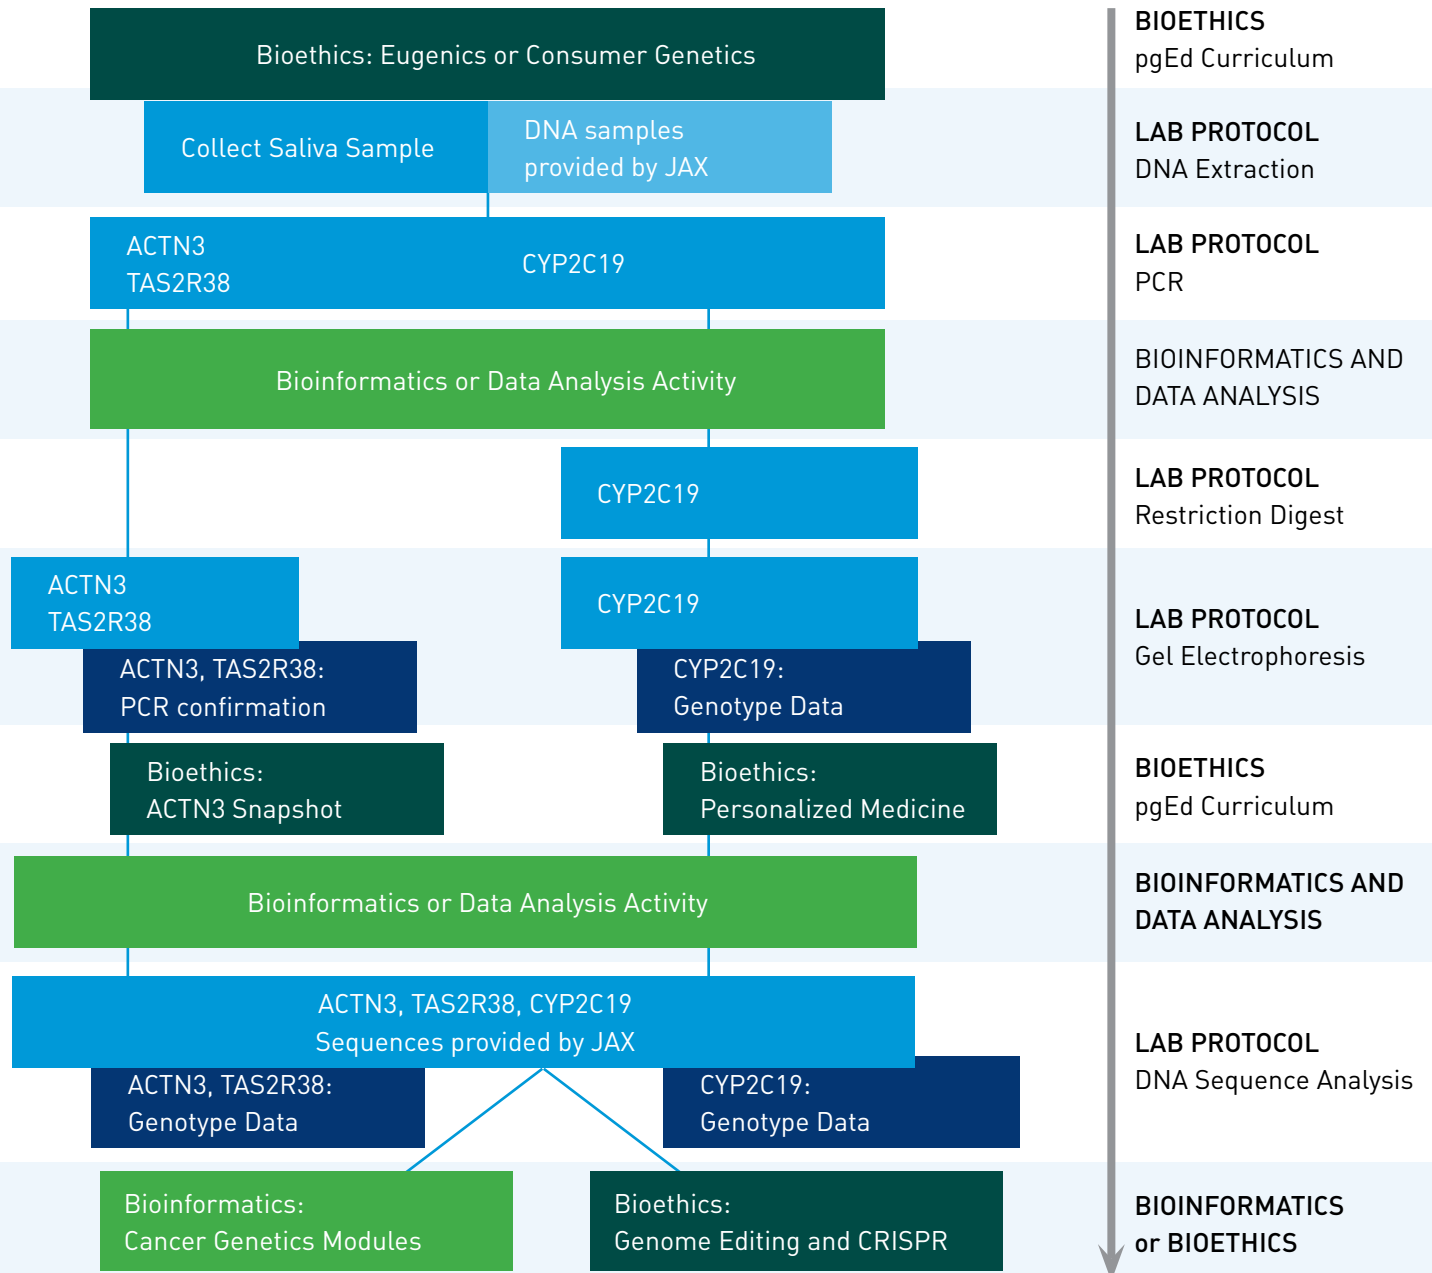 Bioethics: Eugenics or Consumer Genetics
BIOETHICS
pgEd Curriculum
Collect Saliva Sample
DNA samples
provided by JAX
LAB PROTOCOL
DNA Extraction
ACTN3
TAS2R38
CYP2C19
LAB PROTOCOL
PCR
Bioinformatics or Data Analysis Activity
BIOINFORMATICS AND
DATA ANALYSIS
CYP2C19
LAB PROTOCOL
Restriction Digest
ACTN3
TAS2R38
CYP2C19
ACTN3, TAS2R38:
PCR confirmation
CYP2C19:
Genotype Data
LAB PROTOCOL
Gel Electrophoresis
Bioethics:
ACTN3 Snapshot
Bioethics:
Personalized Medicine
BIOETHICS
pgEd Curriculum
Bioinformatics or Data Analysis Activity
BIOINFORMATICS AND
DATA ANALYSIS
ACTN3, TAS2R38, CYP2C19
Sequences provided by JAX
ACTN3, TAS2R38:
Genotype Data
CYP2C19:
Genotype Data
LAB PROTOCOL
DNA Sequence Analysis
Bioinformatics:
Cancer Genetics Modules
Bioethics:
Genome Editing and CRISPR
BIOINFORMATICS
or BIOETHICS